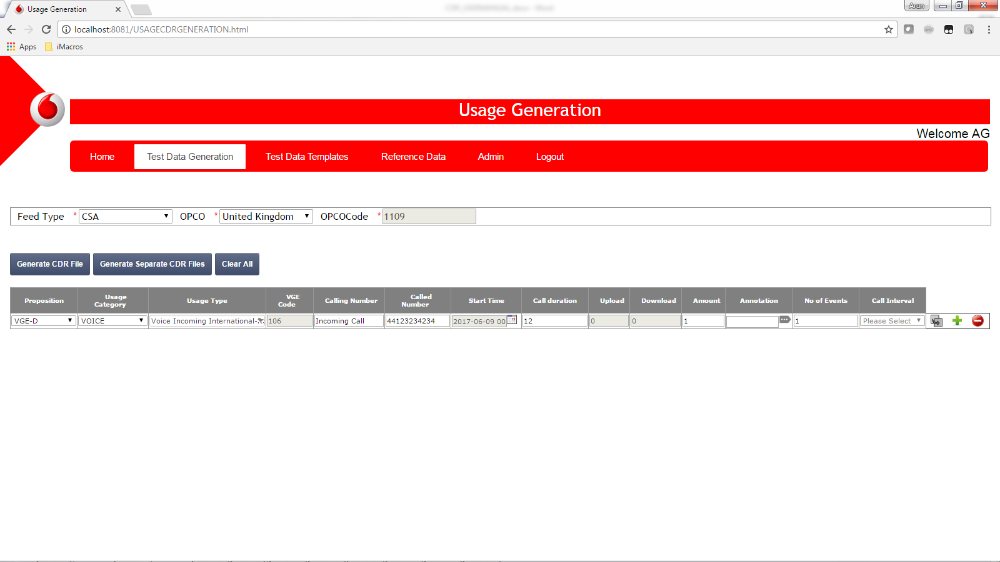 Usage Generation
Arun
localhost:8081/USAGECDRGENERATION.html
Apps iMacros
Usage Generation
Welcome AG
Home Test Data Generation Test Data Templates Reference Data Admin Logout
Feed Type * CSA OPCO * United Kingdom OPCOCode * 1109
Generate CDR File Generate Separate CDR Files Clear All
Proposition Usage Category Usage Type VGE Code Calling Number Called Number Start Time Call duration Upload Download Amount Annotation No of Events Call Interval
VGE-D VOICE Voice Incoming International- 106 Incoming Call 44123234234 2017-06-09 00 12 0 0 1 1 Please Select